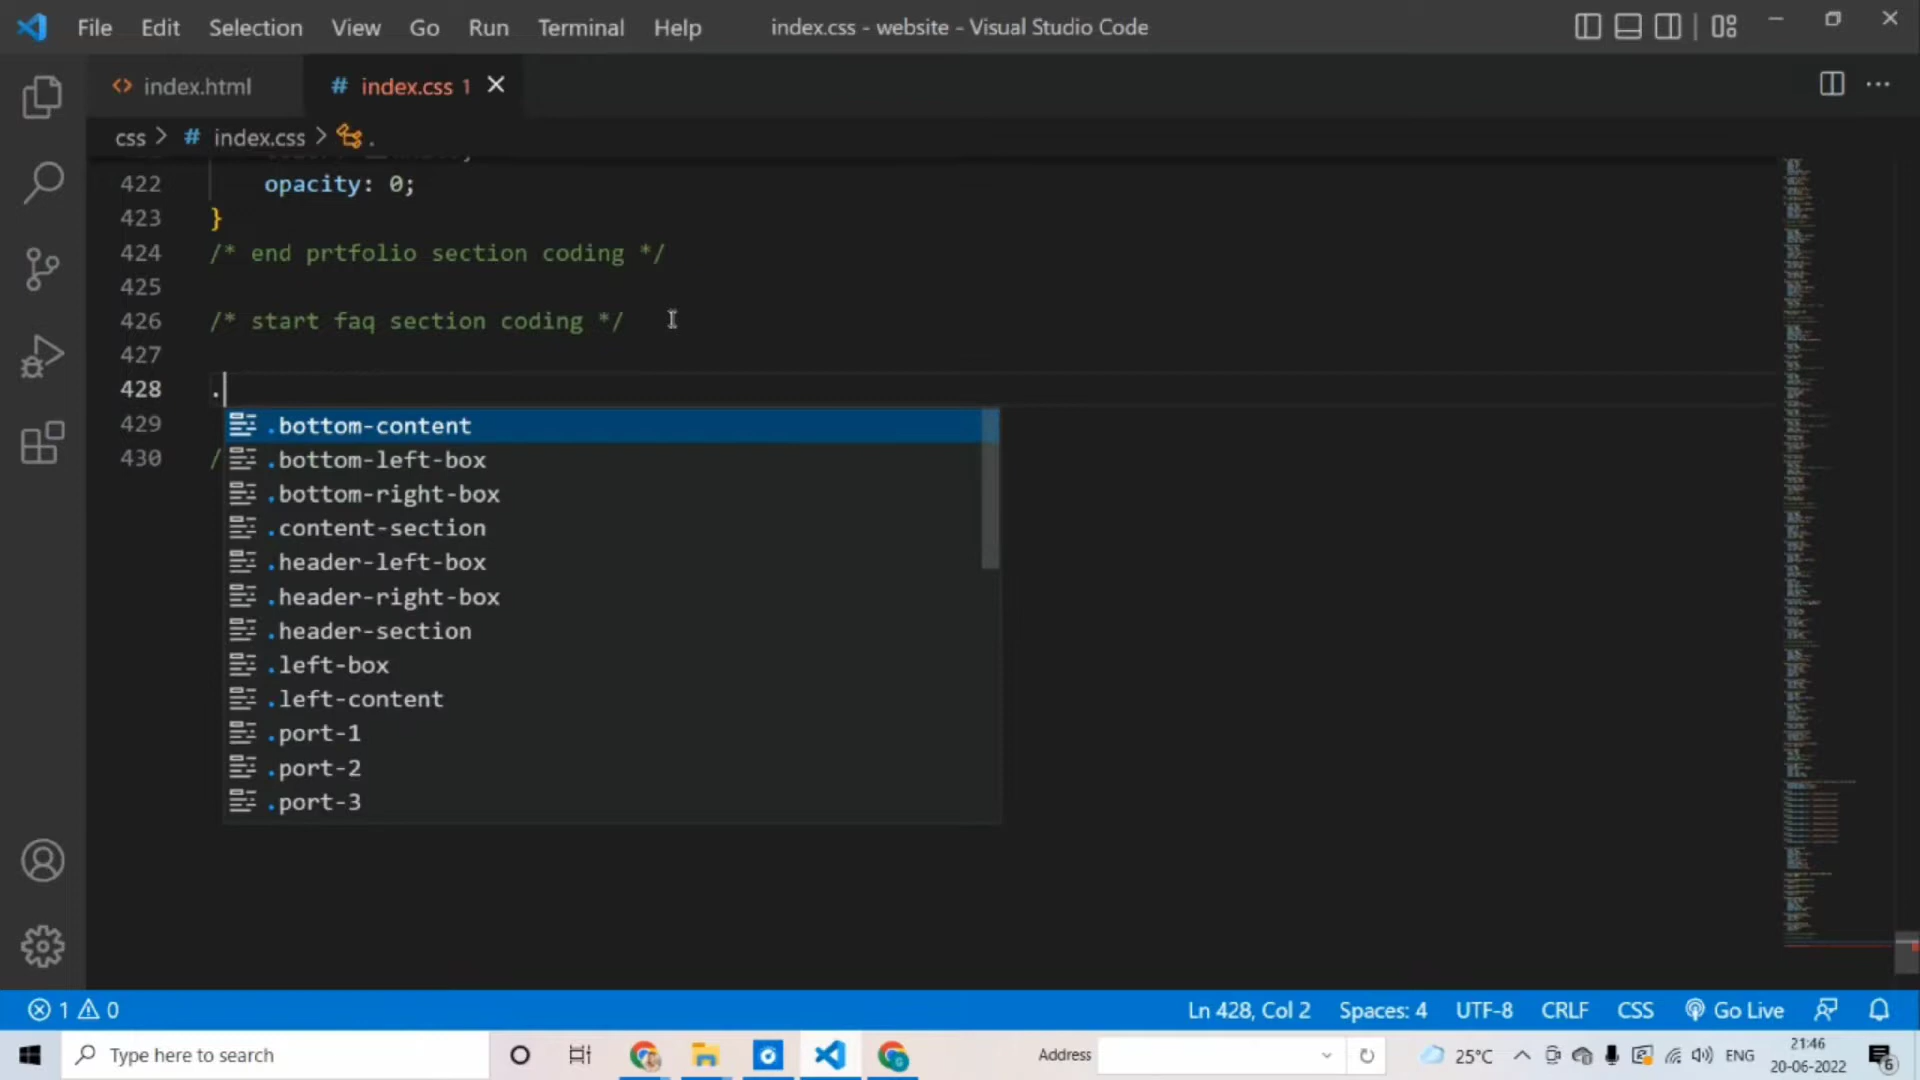 File Edit Selection View Go Run Terminal Help index.css - website - Visual Studio Code
<> index.html # index.css 1
css > # index.css > .
422 opacity: 0;
423 }
424 /* end prtfolio section coding */
425
426 /* start faq section coding */
427
428 .
429 .bottom-content
430 / .bottom-left-box
.bottom-right-box
.content-section
.header-left-box
.header-right-box
.header-section
.left-box
.left-content
.port-1
.port-2
.port-3
1 0 Ln 428, Col 2 Spaces: 4 UTF-8 CRLF CSS Go Live
Type here to search Address 25°C ENG 21:46
20-06-2022 6